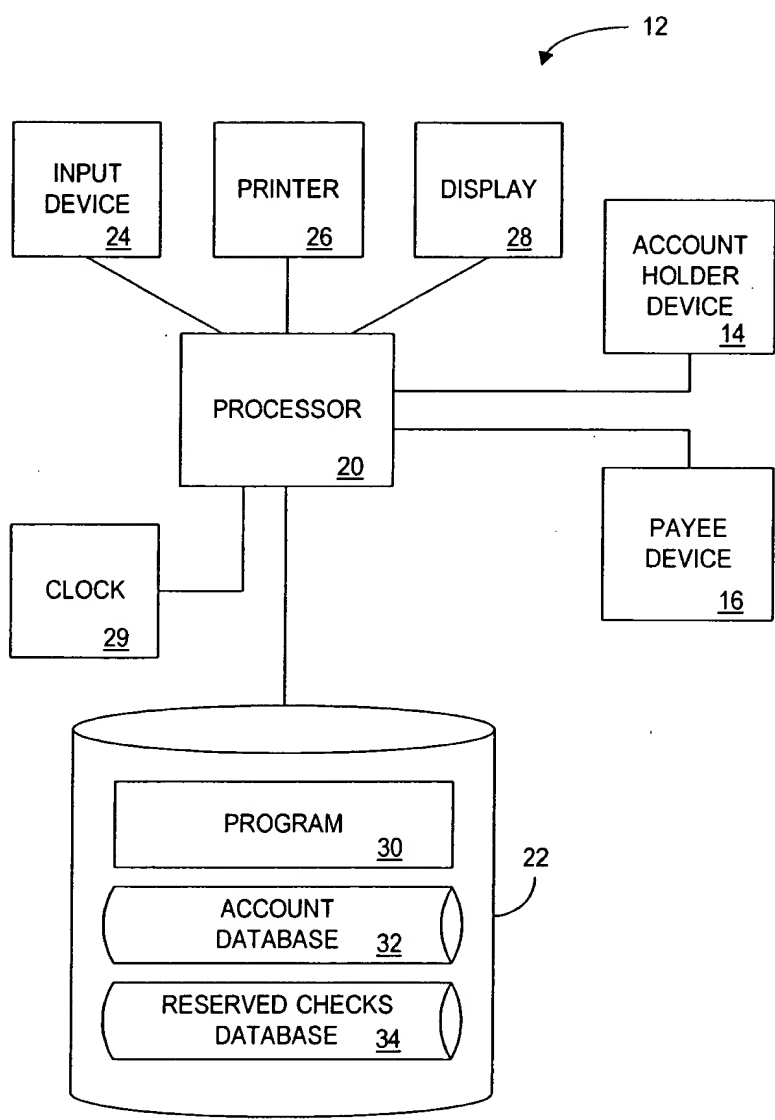 12
INPUT
DEVICE
24
PRINTER
26
DISPLAY
28
ACCOUNT
HOLDER
DEVICE
14
PROCESSOR
20
PAYEE
DEVICE
16
CLOCK
29
PROGRAM
30
22
ACCOUNT
DATABASE 32
RESERVED CHECKS
DATABASE 34